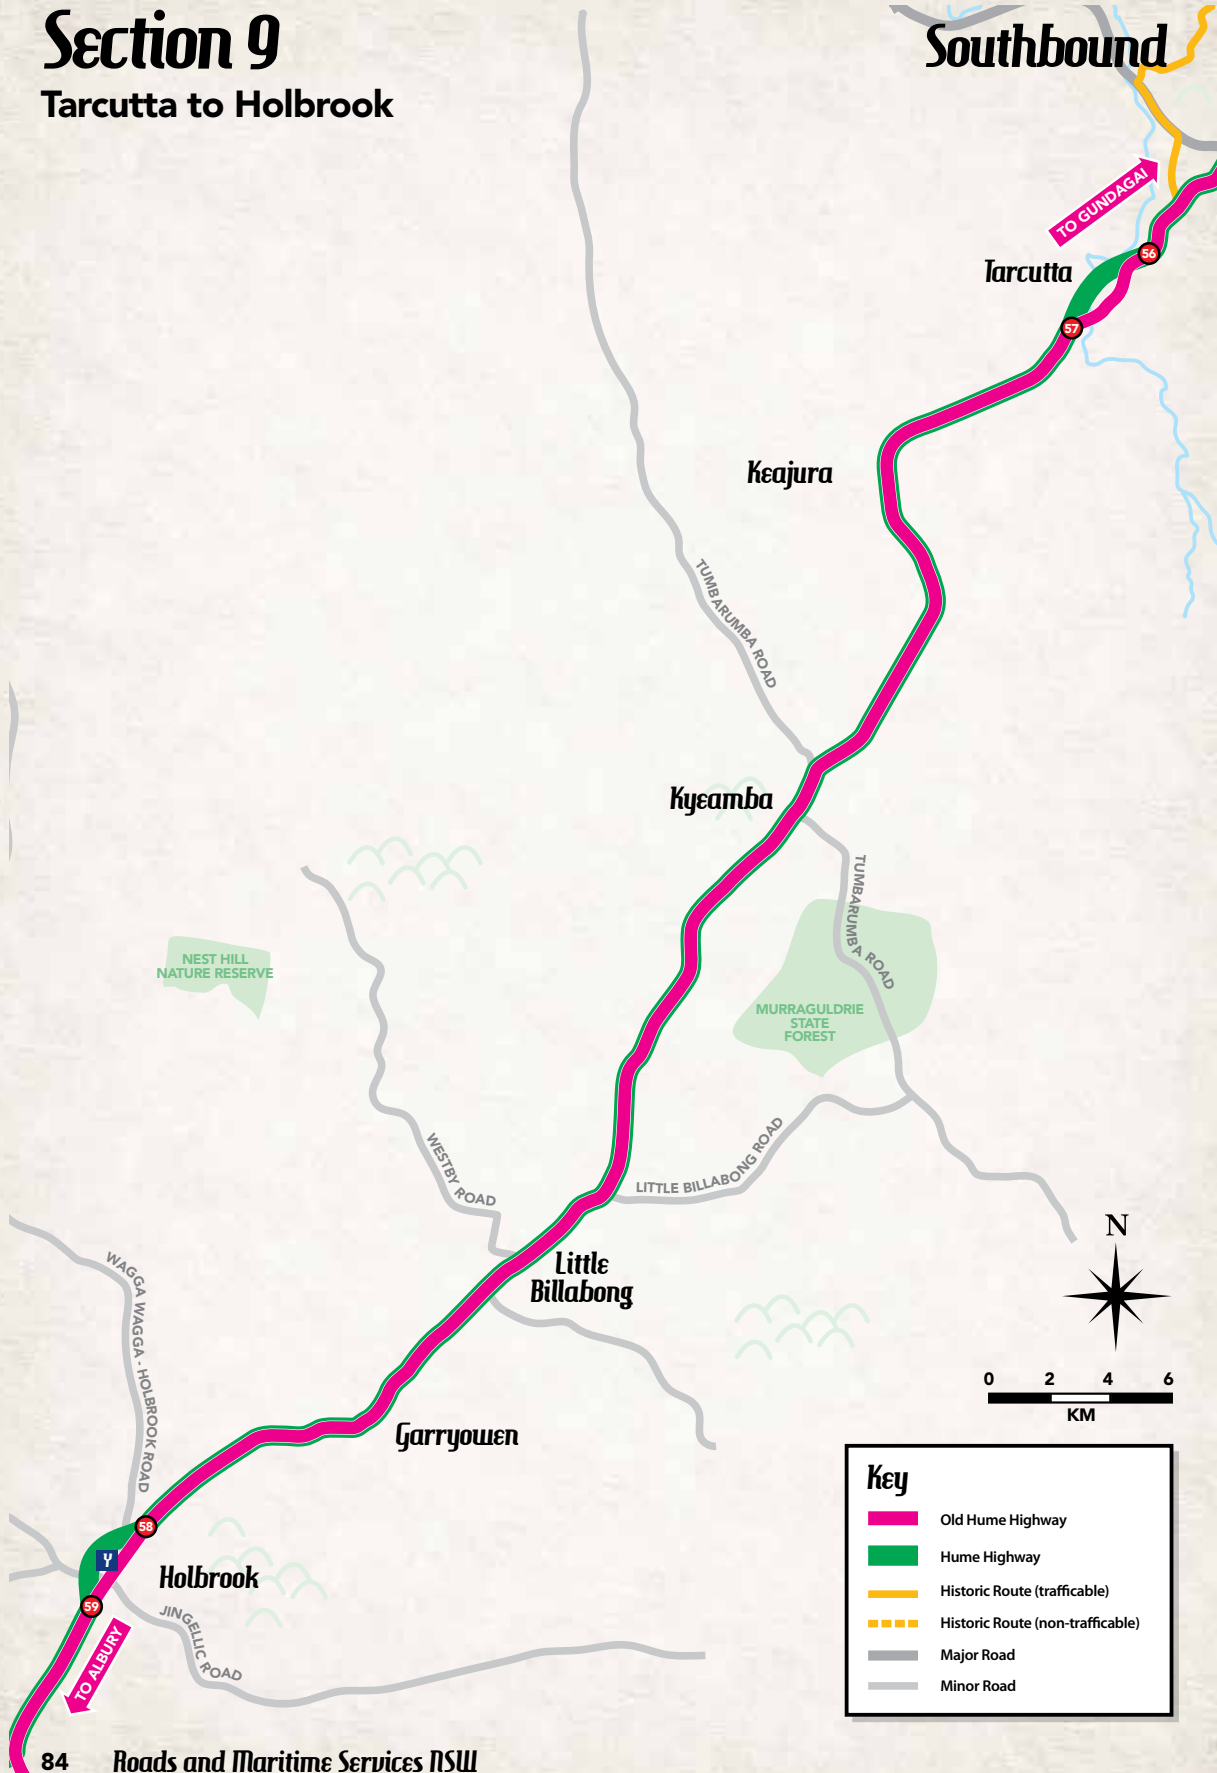 Section 9
Southbound
Tarcutta to Holbrook
TO GUNDAGAI
56
Tarcutta
57
Keajura
TUMBARUMBA ROAD
Kyeamba
TUMBARUMBA ROAD
NEST HILL
NATURE RESERVE
MURRAGULDRIE
STATE
FOREST
WESTBY ROAD
LITTLE BILLABONG ROAD
N
WAGGA WAGGA - HOLBROOK ROAD
Little
Billabong
0 2 4 6
KM
Garryowen
Key
Old Hume Highway
Hume Highway
Historic Route (trafficable)
Historic Route (non-trafficable)
Major Road
Minor Road
58
Y
Holbrook
59
JINGELLIC ROAD
TO ALBURY
84 Roads and Maritime Services NSW